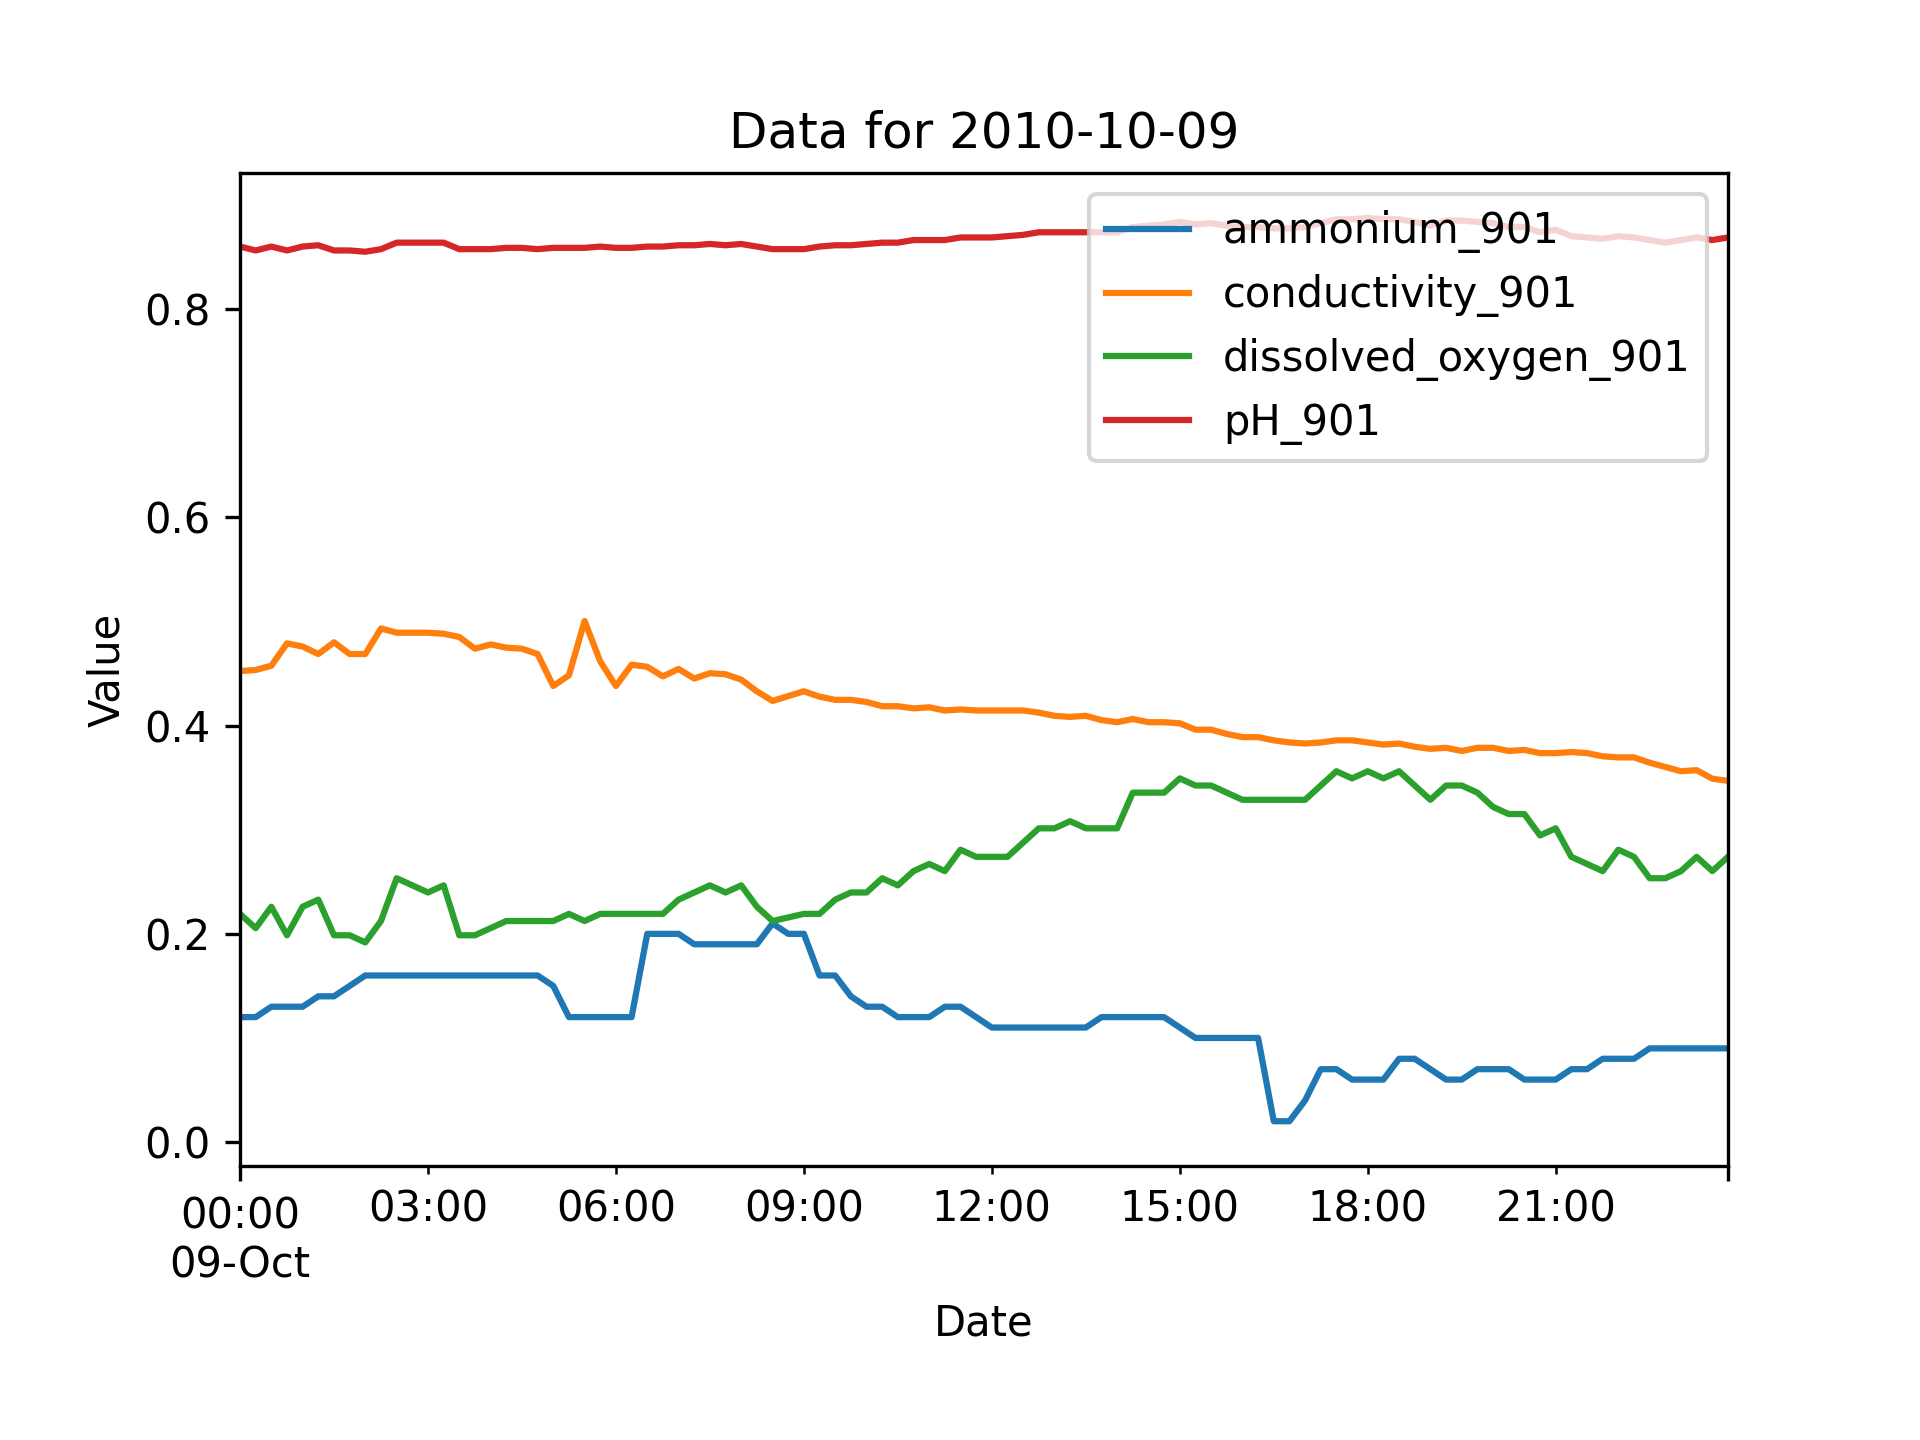 Data for 2010-10-09
ammonium_901
conductivity_901
dissolved_oxygen_901
pH_901
Value
0.8
0.6
0.4
0.2
0.0
00:00 03:00 06:00 09:00 12:00 15:00 18:00 21:00
09-Oct
Date